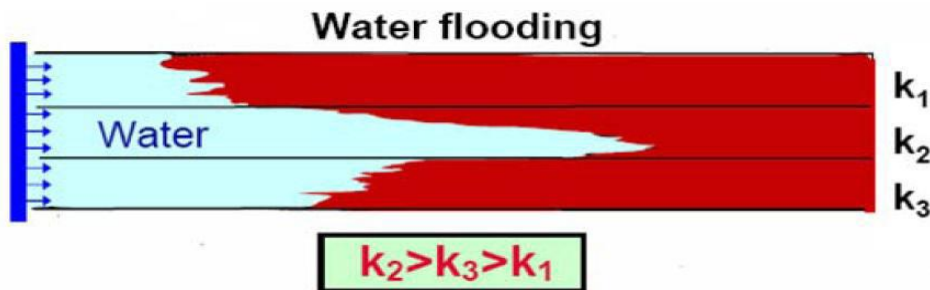 Water flooding
k₁
Water
k₂
k₃
k₂>k₃>k₁